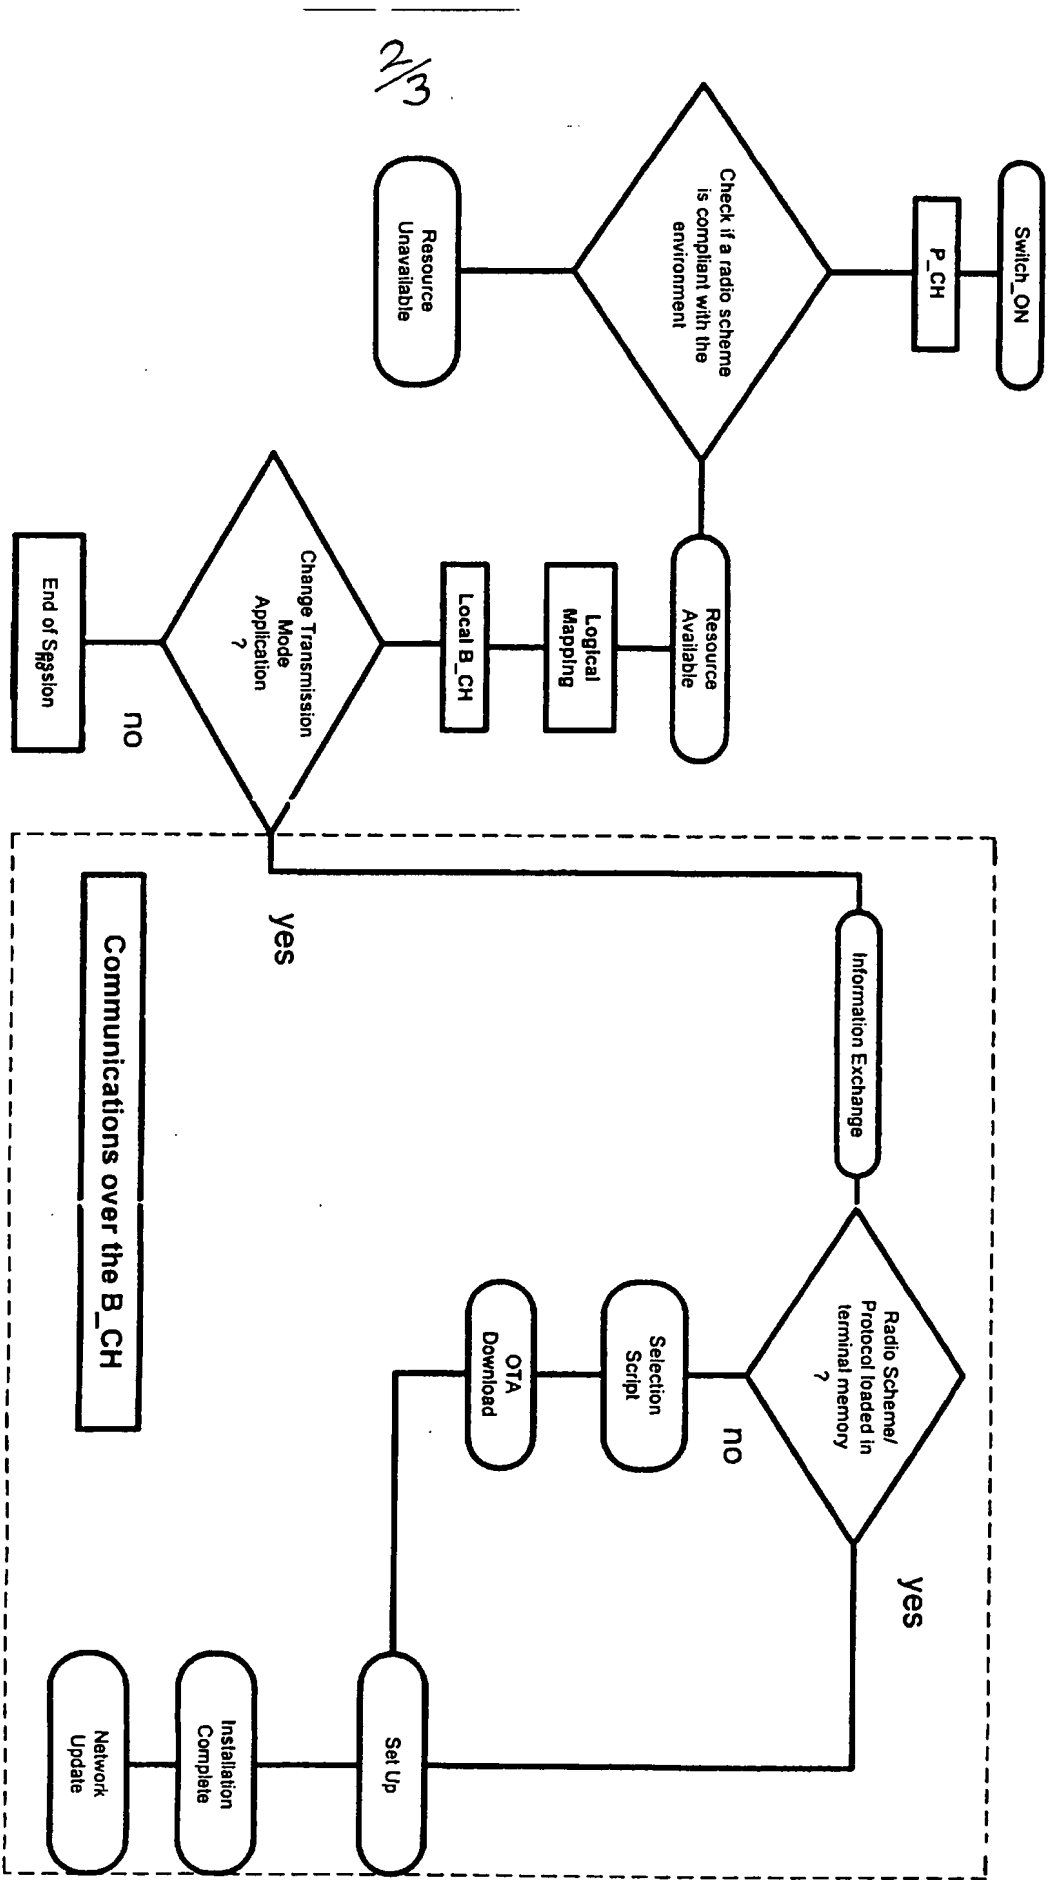 2/3
Switch_ON
P_CH
Check if a radio scheme
is compliant with the
environment
Resource
Unavailable
Resource
Available
Logical
Mapping
Local B_CH
Change Transmission
Mode
Application
?
no
End of Session
no
yes
Information Exchange
Radio Scheme/
Protocol loaded in
terminal memory
?
yes
no
Selection
Script
OTA
Download
Set Up
Installation
Complete
Network
Update
Communications over the B_CH